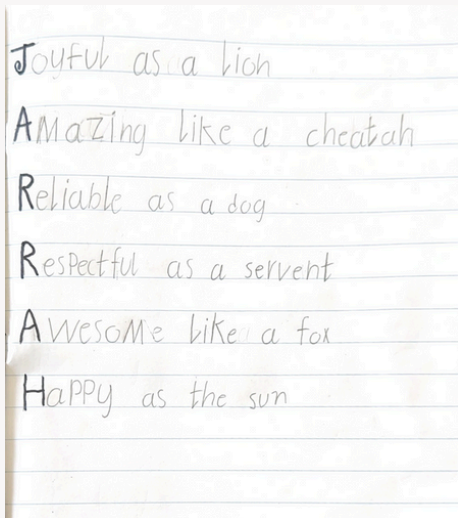 Joyful as a lion
Amazing like a cheatah
Reliable as a dog
Respectful as a servent
Awesome like a fox
Happy as the sun